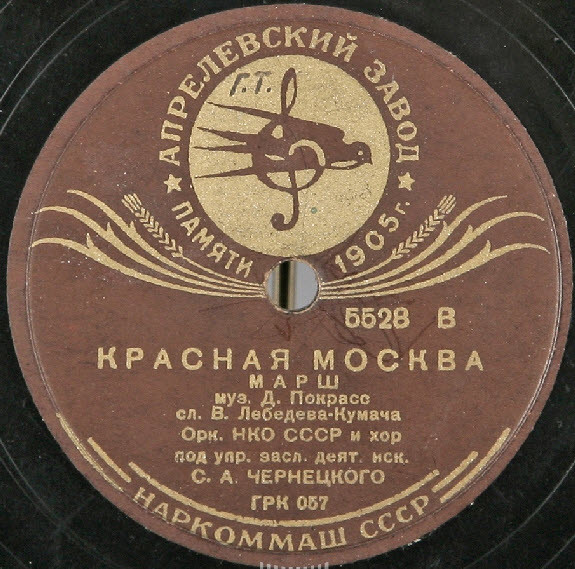 ★ АПРЕЛЕВСКИЙ ЗАВОД ★
ПАМЯТИ 1905 г.
Г.Т.
5528 В
КРАСНАЯ МОСКВА
МАРШ
муз. Д. Покрасс
сл. В. Лебедева-Кумача
Орк. НКО СССР и хор
под упр. засл. деят. иск.
С. А. ЧЕРНЕЦКОГО
ГРК 057
НАРКОММАШ СССР